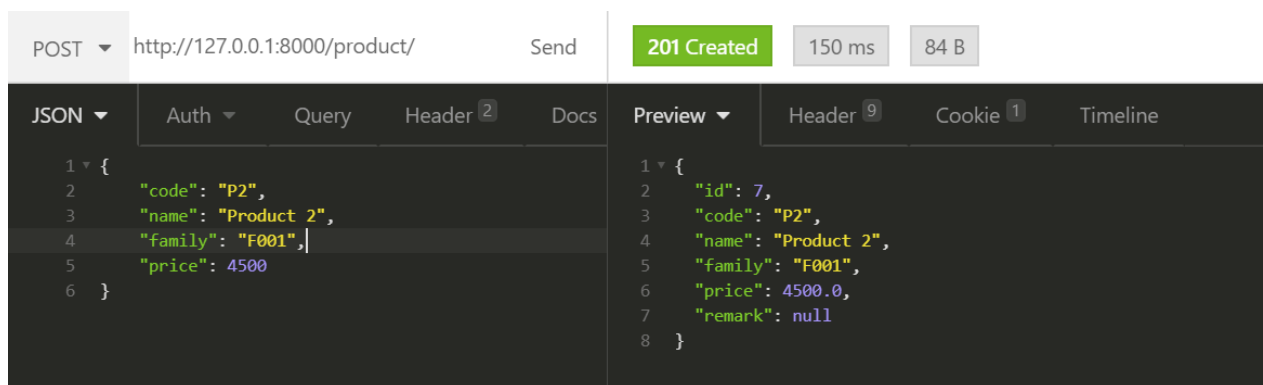 POST http://127.0.0.1:8000/product/ Send 201 Created 150 ms 84 B
JSON Auth Query Header 2 Docs Preview Header 9 Cookie 1 Timeline
1 {
2 "code": "P2",
3 "name": "Product 2",
4 "family": "F001",
5 "price": 4500
6 }
1 {
2 "id": 7,
3 "code": "P2",
4 "name": "Product 2",
5 "family": "F001",
6 "price": 4500.0,
7 "remark": null
8 }